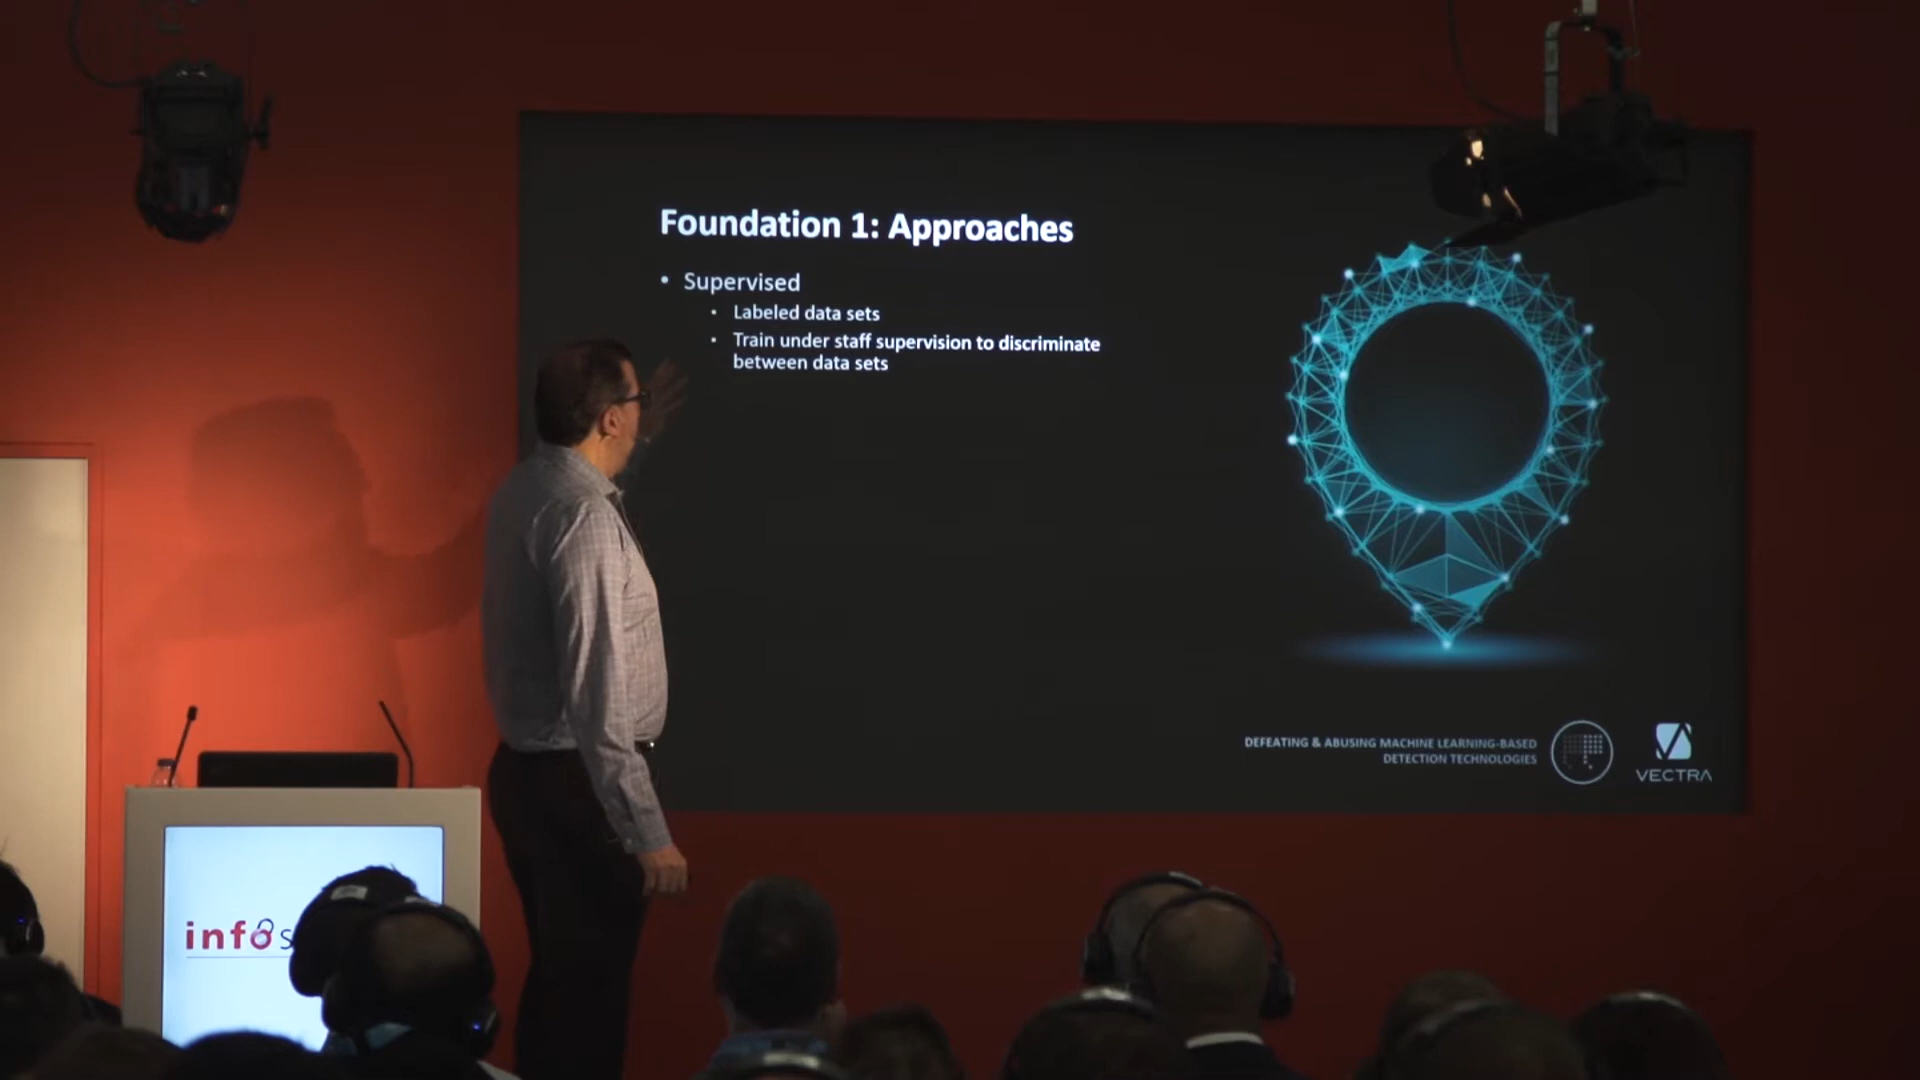 Foundation 1: Approaches
• Supervised
• Labeled data sets
• Train under staff supervision to discriminate
between data sets
DEFEATING & ABUSING MACHINE LEARNING-BASED
DETECTION TECHNOLOGIES
VECTRA
infos